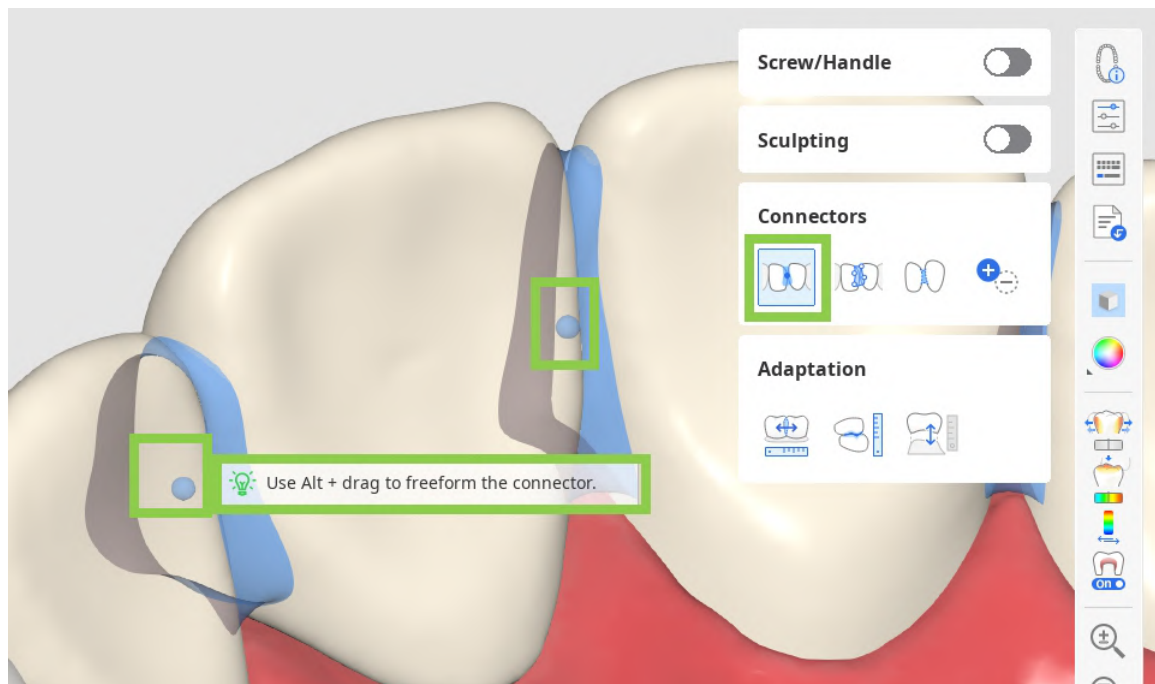 Screw/Handle
Sculpting
Connectors
Adaptation
Use Alt + drag to freeform the connector.
On